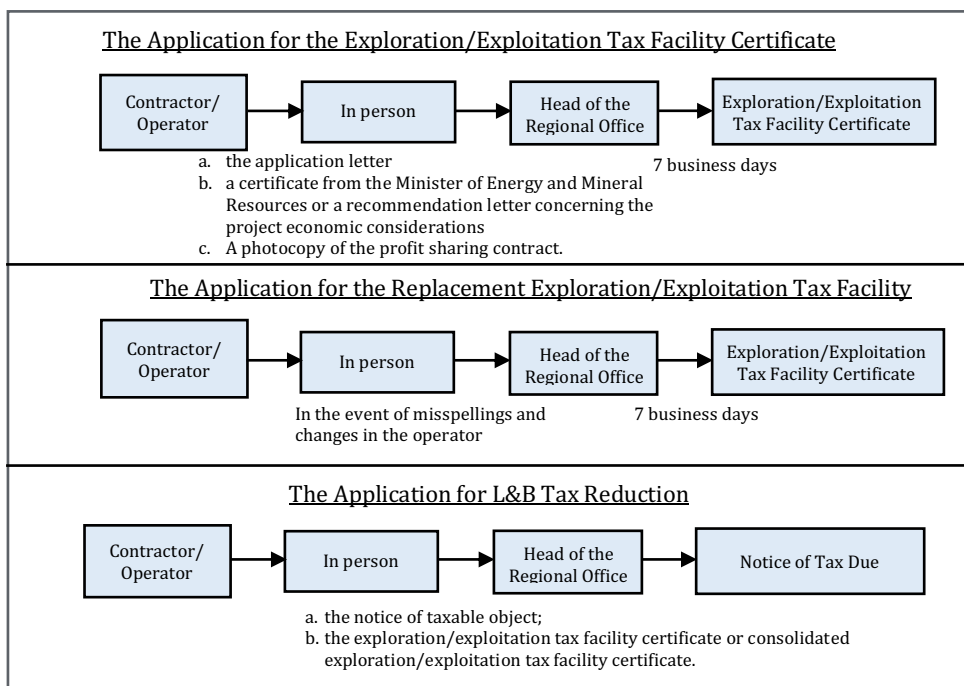 The Application for the Exploration/Exploitation Tax Facility Certificate
Contractor/
Operator
In person
Head of the
Regional Office
Exploration/Exploitation
Tax Facility Certificate
a. the application letter
b. a certificate from the Minister of Energy and Mineral
Resources or a recommendation letter concerning the
project economic considerations
c. A photocopy of the profit sharing contract.
7 business days
The Application for the Replacement Exploration/Exploitation Tax Facility
Contractor/
Operator
In person
Head of the
Regional Office
Exploration/Exploitation
Tax Facility Certificate
In the event of misspellings and
changes in the operator
7 business days
The Application for L&B Tax Reduction
Contractor/
Operator
In person
Head of the
Regional Office
Notice of Tax Due
a. the notice of taxable object;
b. the exploration/exploitation tax facility certificate or consolidated
exploration/exploitation tax facility certificate.